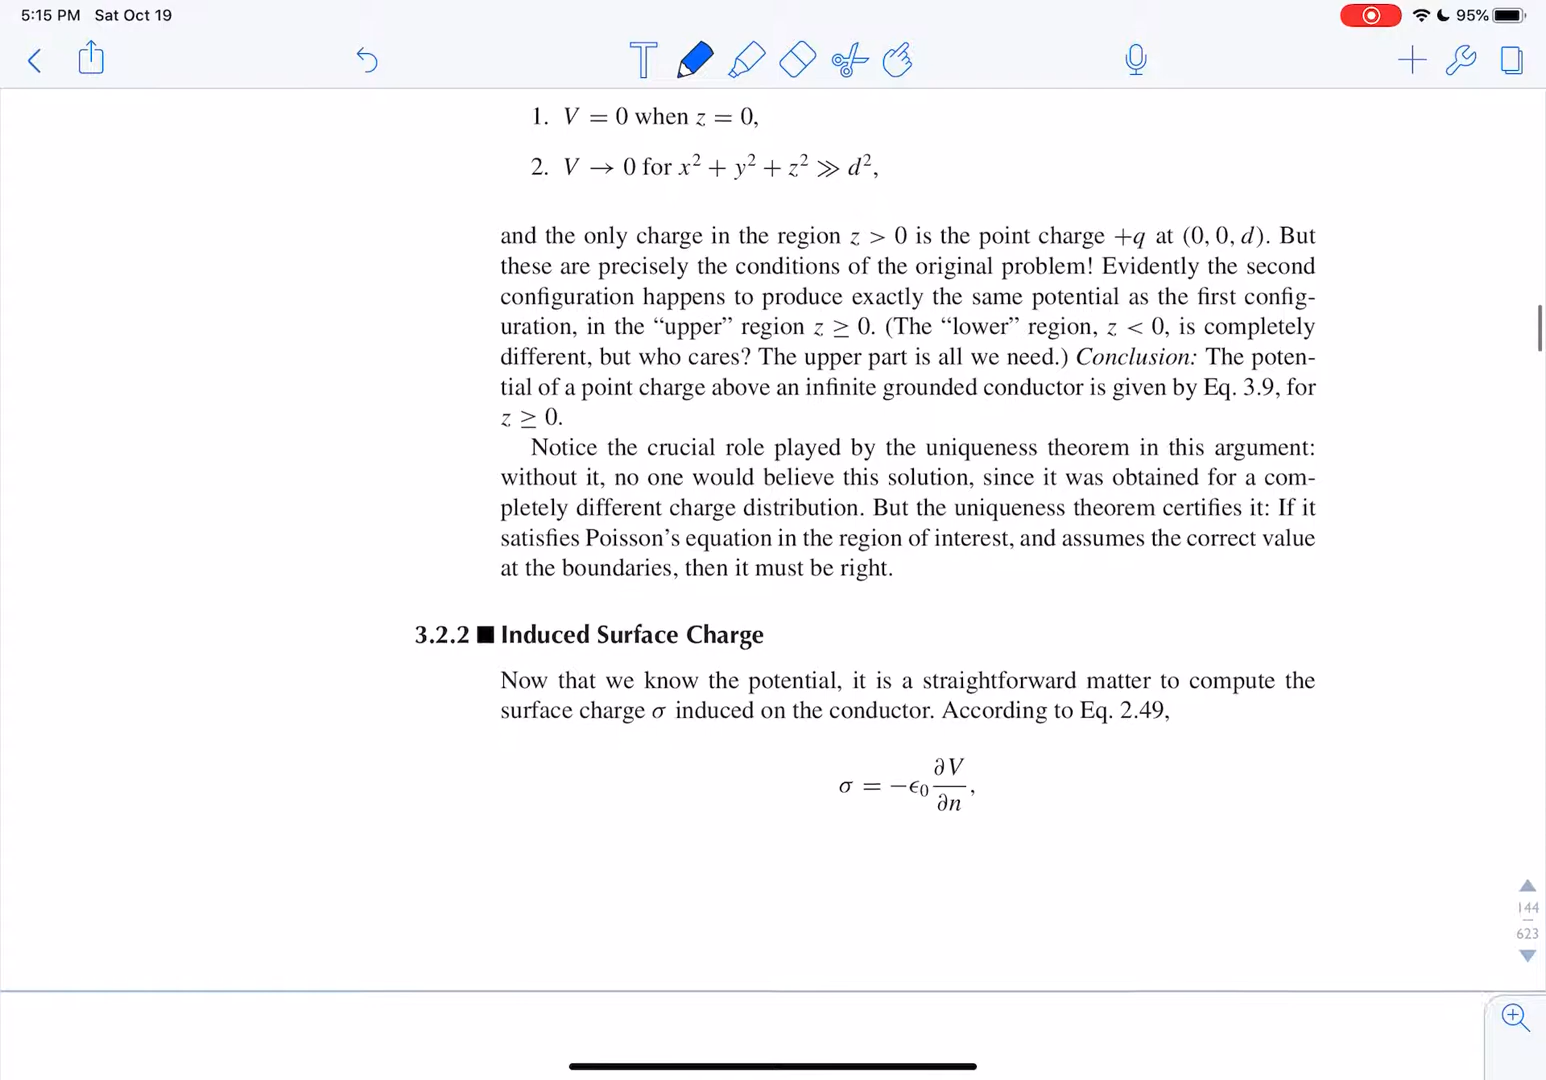 5:15 PM Sat Oct 19
95%
T
1. V = 0 when z = 0,
2. V → 0 for x² + y² + z² ≫ d²,
and the only charge in the region z > 0 is the point charge +q at (0, 0, d). But
these are precisely the conditions of the original problem! Evidently the second
configuration happens to produce exactly the same potential as the first config-
uration, in the “upper” region z ≥ 0. (The “lower” region, z < 0, is completely
different, but who cares? The upper part is all we need.) Conclusion: The poten-
tial of a point charge above an infinite grounded conductor is given by Eq. 3.9, for
z ≥ 0.
Notice the crucial role played by the uniqueness theorem in this argument:
without it, no one would believe this solution, since it was obtained for a com-
pletely different charge distribution. But the uniqueness theorem certifies it: If it
satisfies Poisson’s equation in the region of interest, and assumes the correct value
at the boundaries, then it must be right.
3.2.2 ■ Induced Surface Charge
Now that we know the potential, it is a straightforward matter to compute the
surface charge σ induced on the conductor. According to Eq. 2.49,
σ = −ϵ₀ ∂V/∂n,
144
623